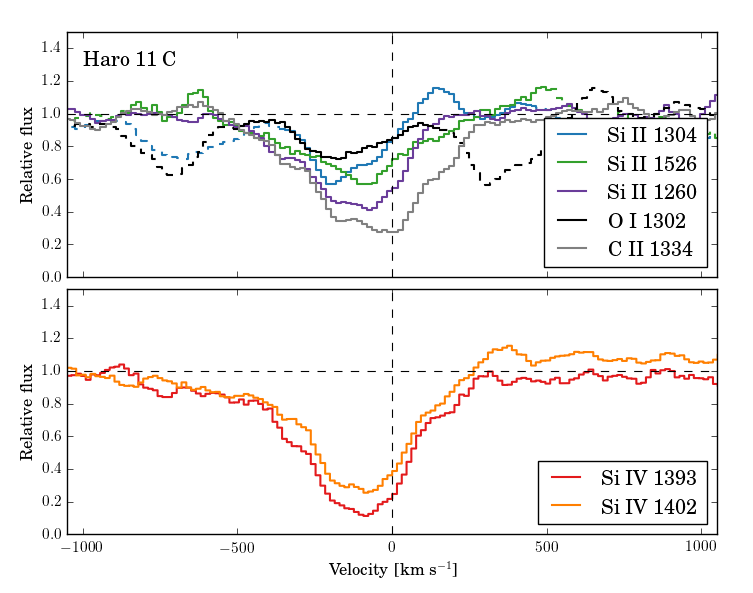 Haro 11 C
Relative flux
1.4
1.2
1.0
0.8
0.6
0.4
0.2
0.0
Si II 1304
Si II 1526
Si II 1260
O I 1302
C II 1334
Relative flux
1.4
1.2
1.0
0.8
0.6
0.4
0.2
0.0
Si IV 1393
Si IV 1402
−1000 −500 0 500 1000
Velocity [km s⁻¹]